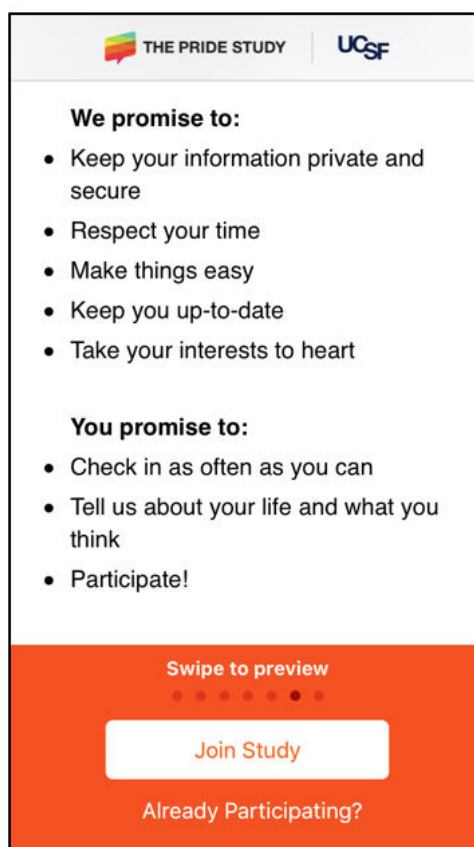 THE PRIDE STUDY
UCSF
We promise to:
• Keep your information private and
secure
• Respect your time
• Make things easy
• Keep you up-to-date
• Take your interests to heart
You promise to:
• Check in as often as you can
• Tell us about your life and what you
think
• Participate!
Swipe to preview
Join Study
Already Participating?